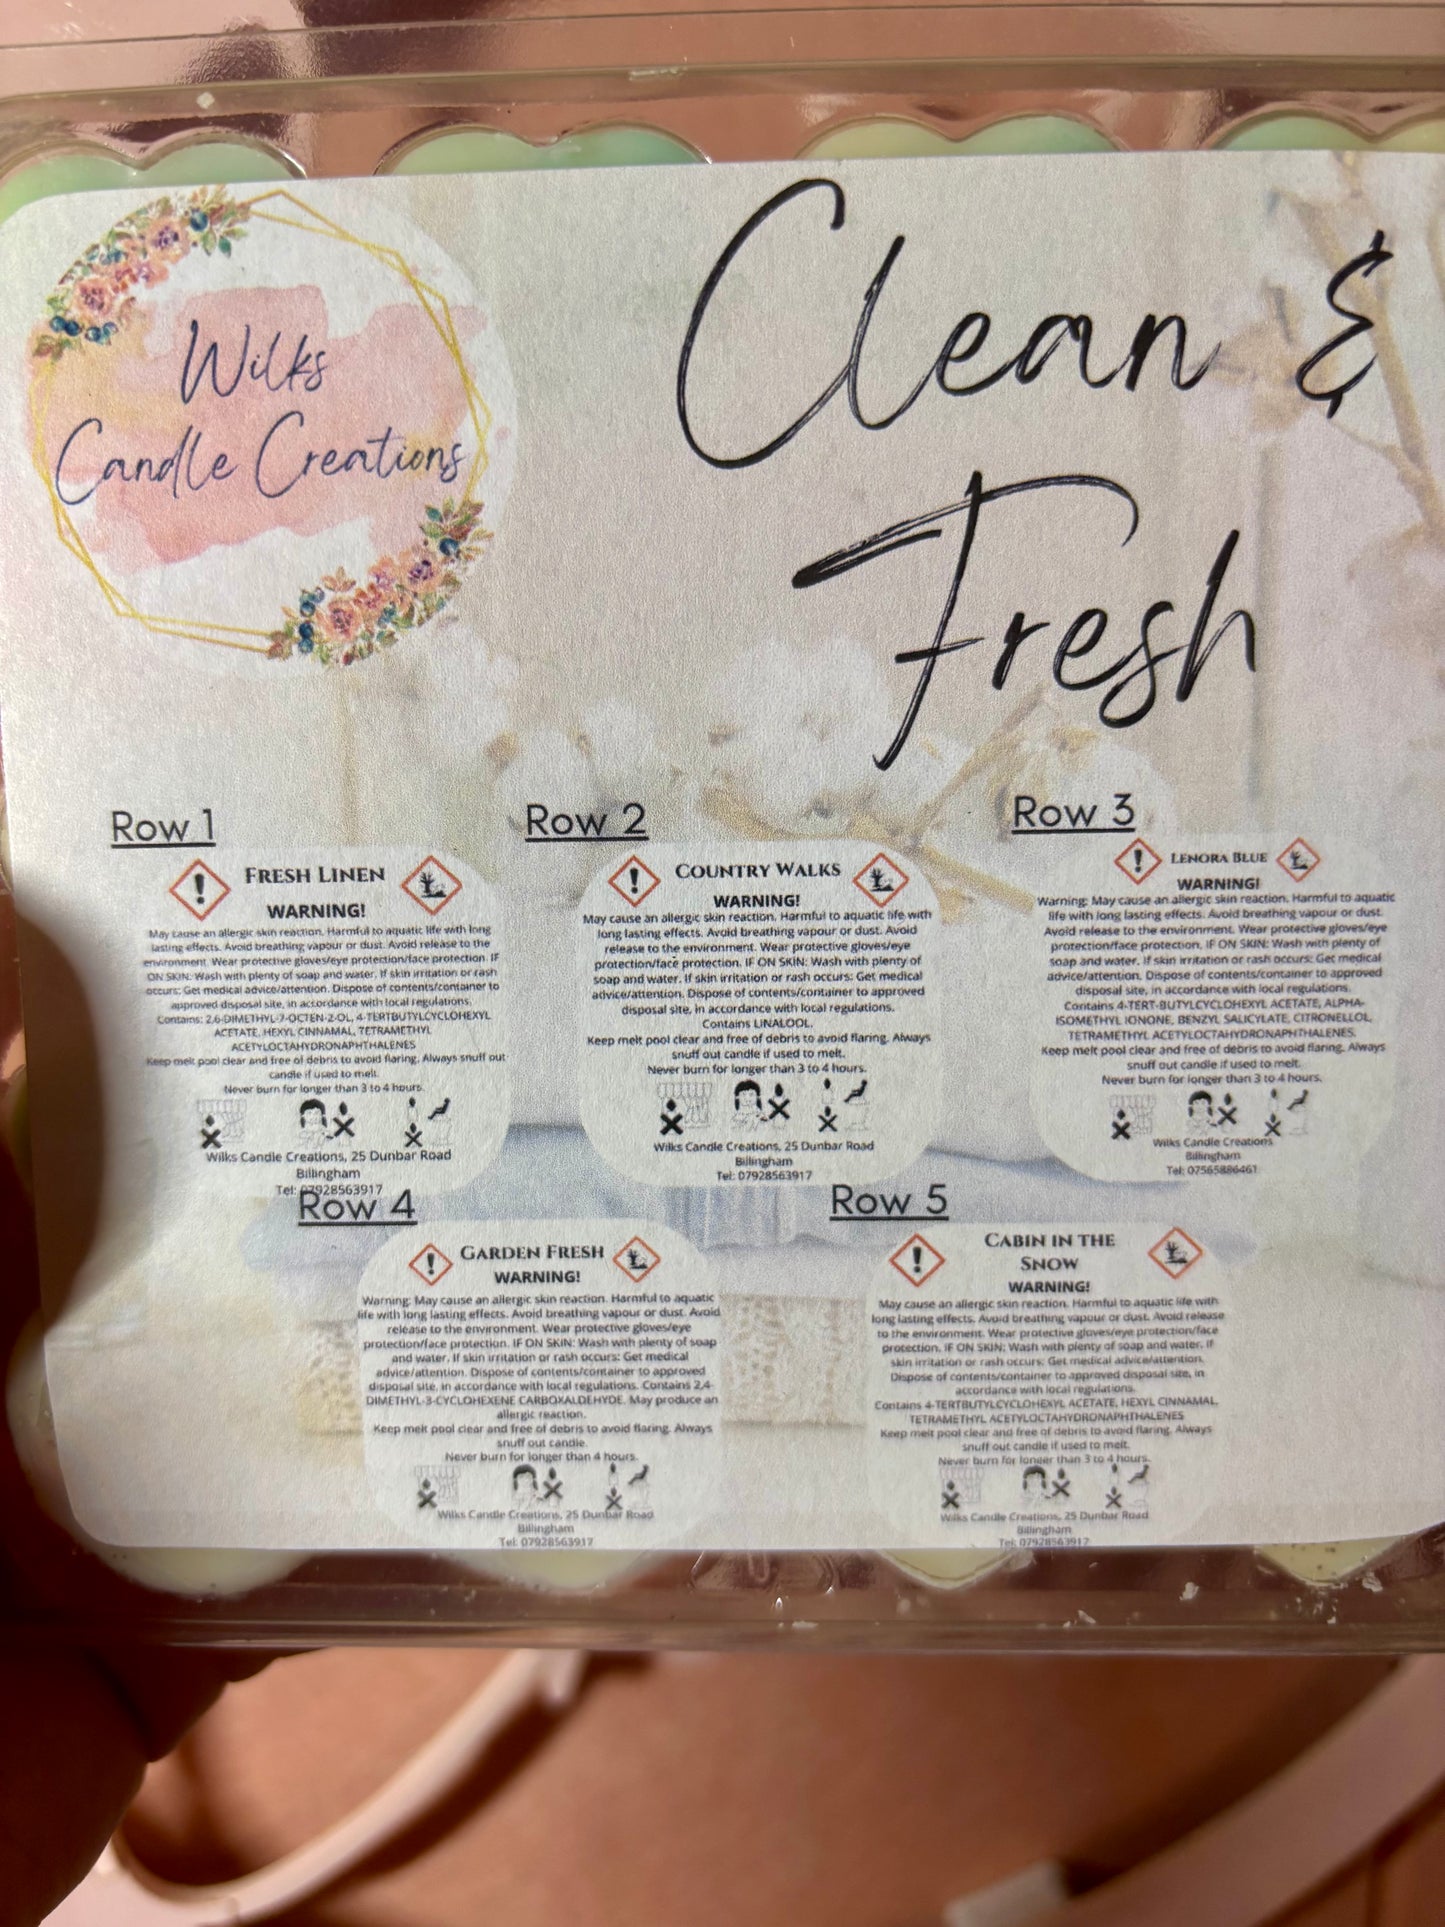 Wilks
Candle Creations
Clean &
Fresh
Row 1
FRESH LINEN
WARNING!
May cause an allergic skin reaction. Harmful to aquatic life with long
lasting effects. Avoid breathing vapour or dust. Avoid release to the
environment. Wear protective gloves/eye protection/face protection. IF
ON SKIN: Wash with plenty of soap and water. If skin irritation or rash
occurs: Get medical advice/attention. Dispose of contents/container to
approved disposal site, in accordance with local regulations.
Contains: 2,6-DIMETHYL-7-OCTEN-2-OL, 4-TERTBUTYLCYCLOHEXYL
ACETATE, HEXYL CINNAMAL, TETRAMETHYL
ACETYLOCTAHYDRONAPHTHALENES
Keep melt pool clear and free of debris to avoid flaring. Always snuff out
candle if used to melt.
Never burn for longer than 3 to 4 hours.
Wilks Candle Creations, 25 Dunbar Road
Billingham
Tel: 07928563917
Row 2
COUNTRY WALKS
WARNING!
May cause an allergic skin reaction. Harmful to aquatic life with
long lasting effects. Avoid breathing vapour or dust. Avoid
release to the environment. Wear protective gloves/eye
protection/face protection. IF ON SKIN: Wash with plenty of
soap and water. If skin irritation or rash occurs: Get medical
advice/attention. Dispose of contents/container to approved
disposal site, in accordance with local regulations.
Contains LINALOOL.
Keep melt pool clear and free of debris to avoid flaring. Always
snuff out candle if used to melt.
Never burn for longer than 3 to 4 hours.
Wilks Candle Creations, 25 Dunbar Road
Billingham
Tel: 07928563917
Row 3
LENORA BLUE
WARNING!
Warning: May cause an allergic skin reaction. Harmful to aquatic
life with long lasting effects. Avoid breathing vapour or dust.
Avoid release to the environment. Wear protective gloves/eye
protection/face protection. IF ON SKIN: Wash with plenty of
soap and water. If skin irritation or rash occurs: Get medical
advice/attention. Dispose of contents/container to approved
disposal site, in accordance with local regulations.
Contains 4-TERT-BUTYLCYCLOHEXYL ACETATE, ALPHA-
ISOMETHYL IONONE, BENZYL SALICYLATE, CITRONELLOL,
TETRAMETHYL ACETYLOCTAHYDRONAPHTHALENES.
Keep melt pool clear and free of debris to avoid flaring. Always
snuff out candle if used to melt.
Never burn for longer than 3 to 4 hours.
Wilks Candle Creations
Billingham
Tel: 07565886461
Row 4
GARDEN FRESH
WARNING!
Warning: May cause an allergic skin reaction. Harmful to aquatic
life with long lasting effects. Avoid breathing vapour or dust. Avoid
release to the environment. Wear protective gloves/eye
protection/face protection. IF ON SKIN: Wash with plenty of soap
and water. If skin irritation or rash occurs: Get medical
advice/attention. Dispose of contents/container to approved
disposal site, in accordance with local regulations. Contains 2,4-
DIMETHYL-3-CYCLOHEXENE CARBOXALDEHYDE. May produce an
allergic reaction.
Keep melt pool clear and free of debris to avoid flaring. Always
snuff out candle.
Never burn for longer than 4 hours.
Wilks Candle Creations, 25 Dunbar Road
Billingham
Tel: 07928563917
Row 5
CABIN IN THE
SNOW
WARNING!
May cause an allergic skin reaction. Harmful to aquatic life with
long lasting effects. Avoid breathing vapour or dust. Avoid release
to the environment. Wear protective gloves/eye protection/face
protection. IF ON SKIN: Wash with plenty of soap and water. If
skin irritation or rash occurs: Get medical advice/attention.
Dispose of contents/container to approved disposal site, in
accordance with local regulations.
Contains 4-TERTBUTYLCYCLOHEXYL ACETATE, HEXYL CINNAMAL,
TETRAMETHYL ACETYLOCTAHYDRONAPHTHALENES
Keep melt pool clear and free of debris to avoid flaring. Always
snuff out candle if used to melt.
Never burn for longer than 3 to 4 hours.
Wilks Candle Creations, 25 Dunbar Road
Billingham
Tel: 07928563917